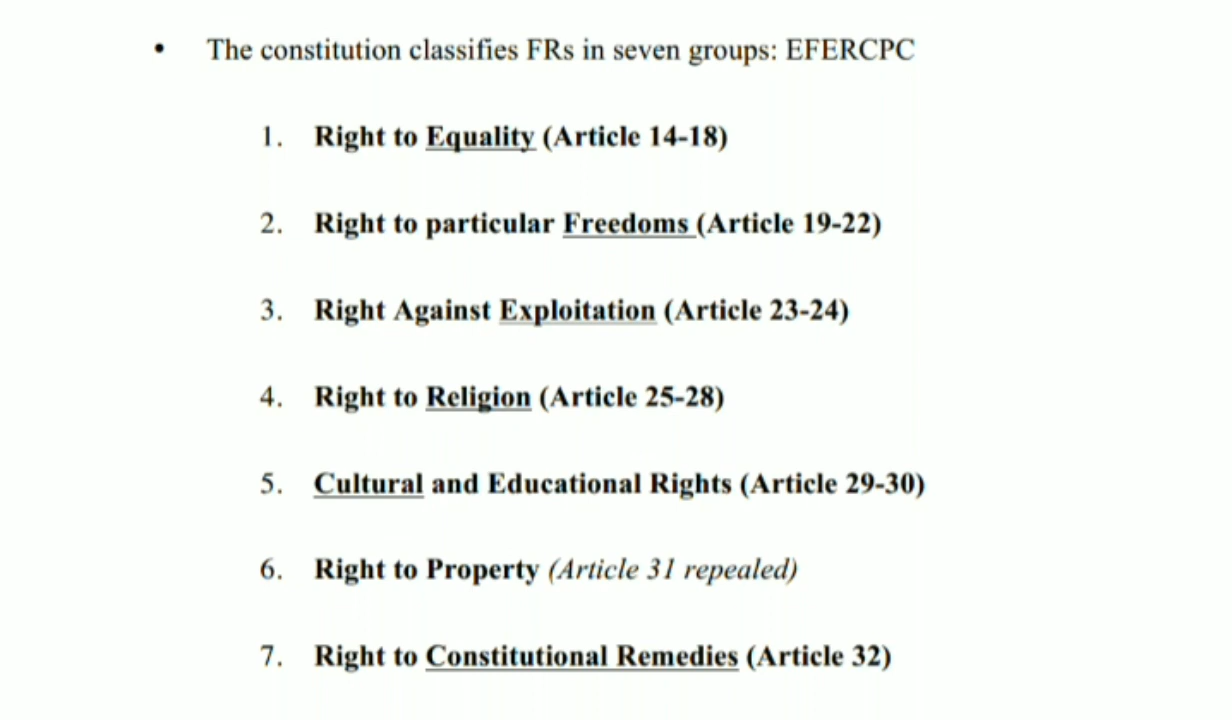 • The constitution classifies FRs in seven groups: EFERCPC
1. Right to Equality (Article 14-18)
2. Right to particular Freedoms (Article 19-22)
3. Right Against Exploitation (Article 23-24)
4. Right to Religion (Article 25-28)
5. Cultural and Educational Rights (Article 29-30)
6. Right to Property (Article 31 repealed)
7. Right to Constitutional Remedies (Article 32)